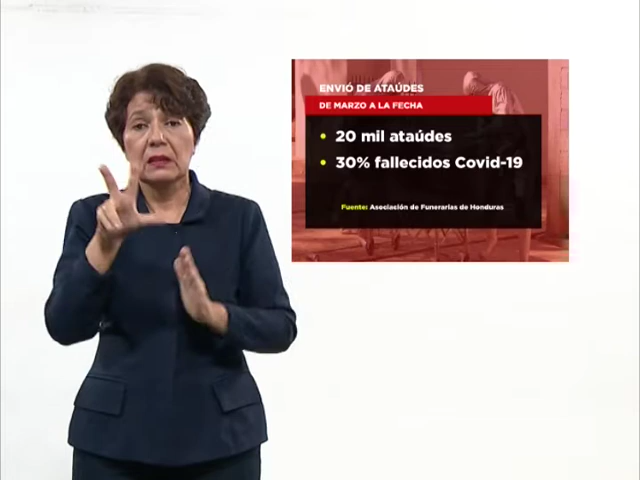 ENVIÓ DE ATAÚDES
DE MARZO A LA FECHA
• 20 mil ataúdes
• 30% fallecidos Covid-19
Fuente: Asociación de Funerarias de Honduras